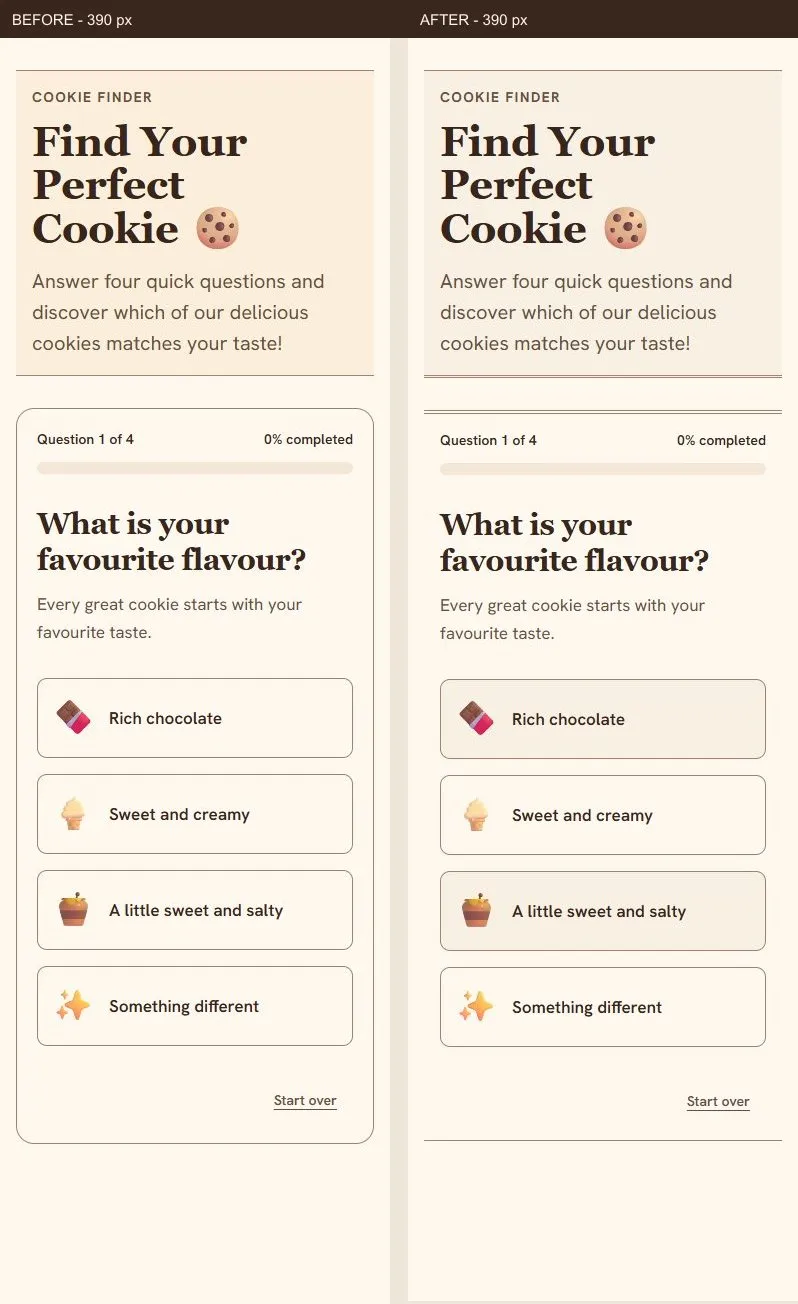 BEFORE - 390 px
COOKIE FINDER
Find Your
Perfect
Cookie
Answer four quick questions and
discover which of our delicious
cookies matches your taste!
Question 1 of 4
0% completed
What is your
favourite flavour?
Every great cookie starts with your
favourite taste.
Rich chocolate
Sweet and creamy
A little sweet and salty
Something different
Start over
AFTER - 390 px
COOKIE FINDER
Find Your
Perfect
Cookie
Answer four quick questions and
discover which of our delicious
cookies matches your taste!
Question 1 of 4
0% completed
What is your
favourite flavour?
Every great cookie starts with your
favourite taste.
Rich chocolate
Sweet and creamy
A little sweet and salty
Something different
Start over